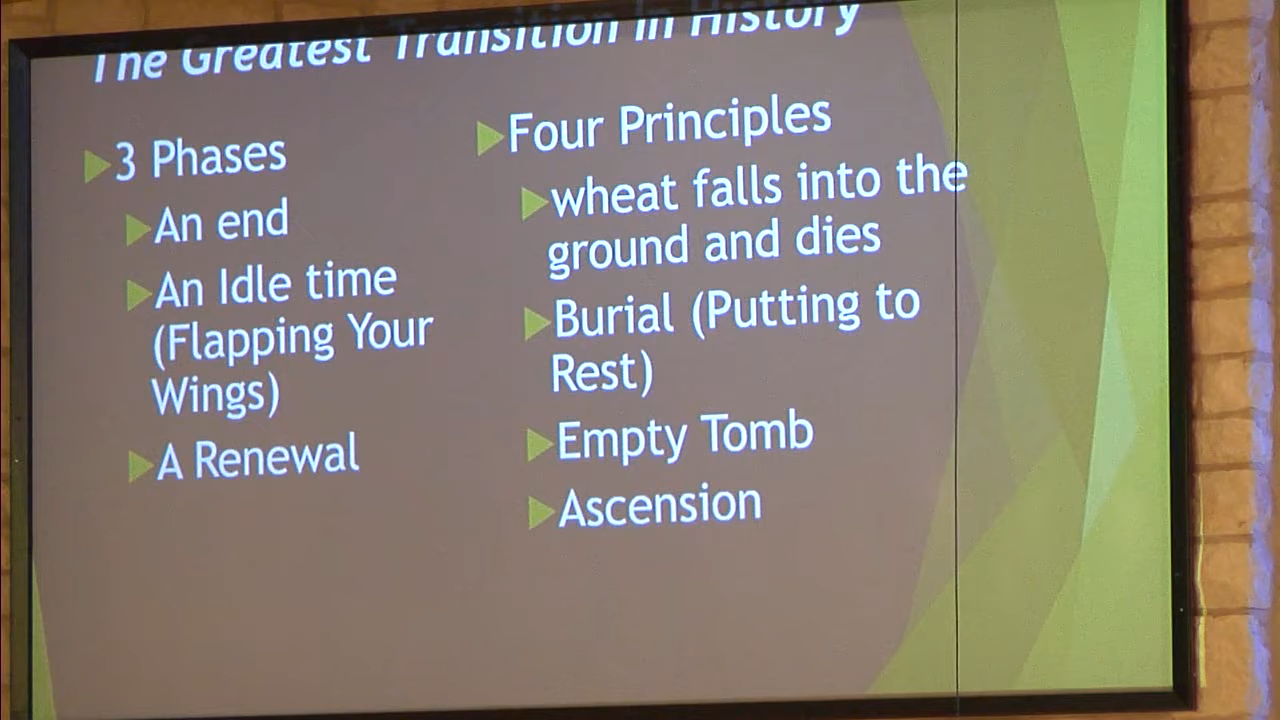 The Greatest Transition in History
3 Phases
An end
An Idle time
(Flapping Your
Wings)
A Renewal
Four Principles
wheat falls into the
ground and dies
Burial (Putting to
Rest)
Empty Tomb
Ascension